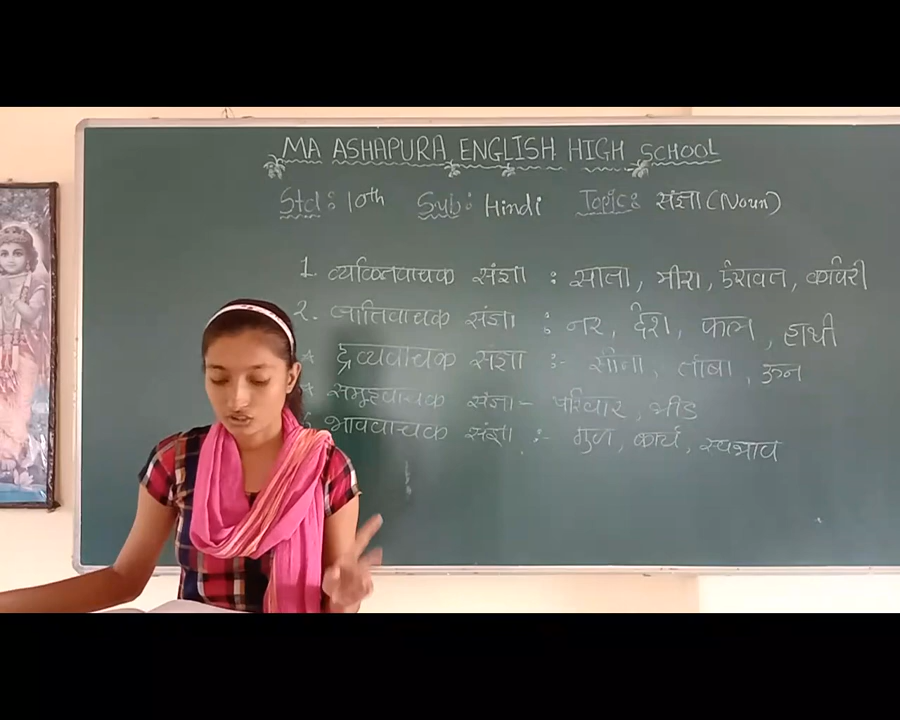 MA ASHAPURA ENGLISH HIGH SCHOOL
Std : 10th Sub : Hindi Topic : संज्ञा (Noun)
1. व्यक्तिवाचक संज्ञा : सीता, मीरा, ऐरावत, कावेरी
2. जातिवाचक संज्ञा : नर, देश, फल, हाथी
* द्रव्यवाचक संज्ञा :- सोना, तांबा, ऊन
* समूहवाचक संज्ञा - परिवार, भीड
भाववाचक संज्ञा :- गुण, कार्य, स्वभाव